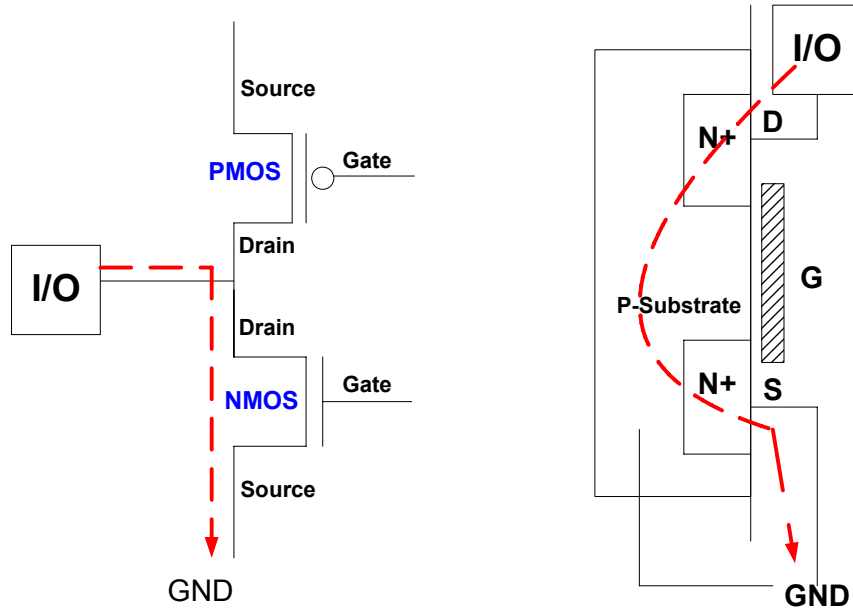 Source
PMOS
Gate
Drain
I/O
Drain
NMOS
Gate
Source
GND
I/O
D
N+
G
P-Substrate
N+
S
GND